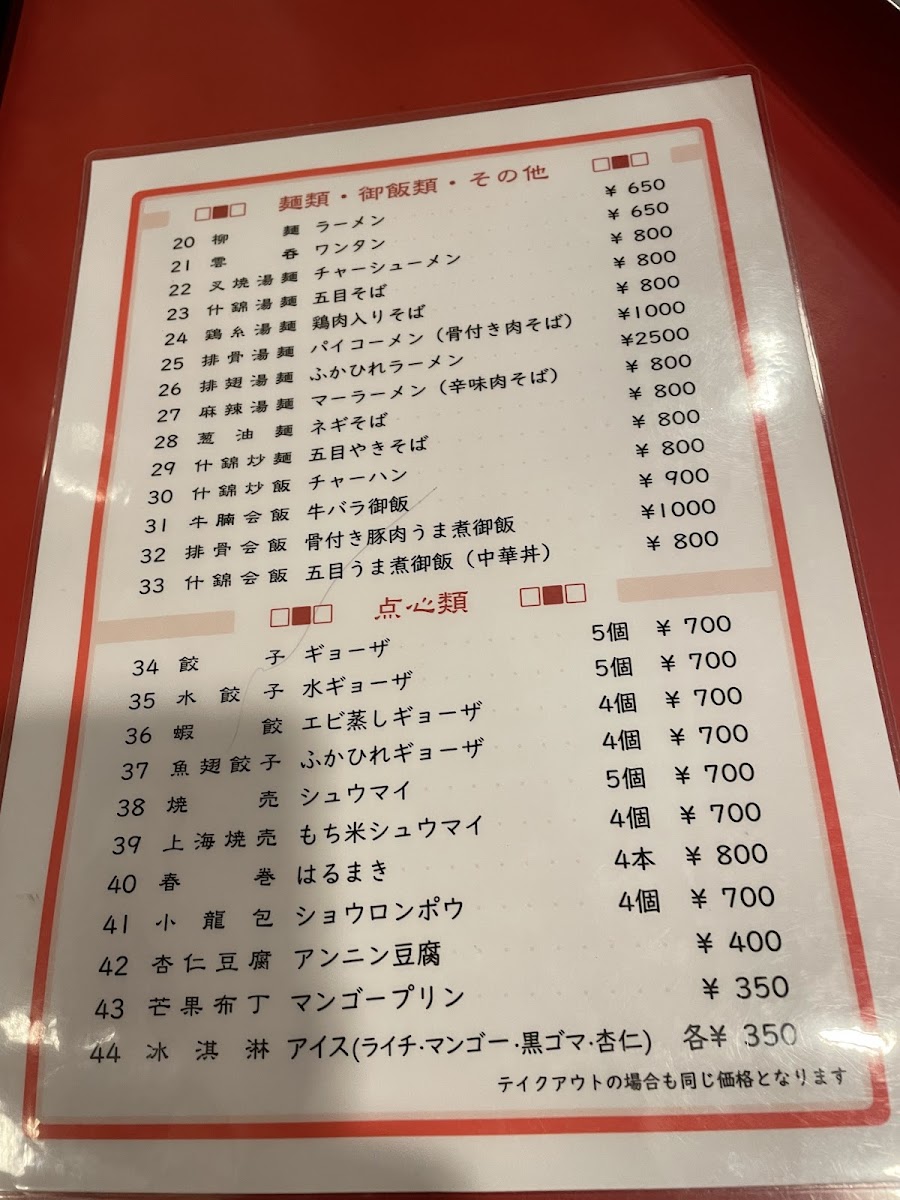 麺類・御飯類・その他
20 柳麺 ラーメン ¥ 650
21 雲呑 ワンタン ¥ 650
22 叉焼湯麺 チャーシューメン ¥ 800
23 什錦湯麺 五目そば ¥ 800
24 鶏糸湯麺 鶏肉入りそば ¥ 800
25 排骨湯麺 パイコーメン（骨付き肉そば） ¥1000
26 排翅湯麺 ふかひれラーメン ¥2500
27 麻辣湯麺 マーラーメン（辛味肉そば） ¥ 800
28 葱油麺 ネギそば ¥ 800
29 什錦炒麺 五目やきそば ¥ 800
30 什錦炒飯 チャーハン ¥ 800
31 牛腩会飯 牛バラ御飯 ¥ 900
32 排骨会飯 骨付き豚肉うま煮御飯 ¥1000
33 什錦会飯 五目うま煮御飯（中華丼） ¥ 800
点心類
34 餃子 ギョーザ 5個 ¥ 700
35 水餃子 水ギョーザ 5個 ¥ 700
36 蝦餃 エビ蒸しギョーザ 4個 ¥ 700
37 魚翅餃子 ふかひれギョーザ 4個 ¥ 700
38 焼売 シュウマイ 5個 ¥ 700
39 上海焼売 もち米シュウマイ 4個 ¥ 700
40 春巻 はるまき 4本 ¥ 800
41 小龍包 ショウロンポウ 4個 ¥ 700
42 杏仁豆腐 アンニン豆腐 ¥ 400
43 芒果布丁 マンゴープリン ¥ 350
44 冰淇淋 アイス(ライチ・マンゴー・黒ゴマ・杏仁) 各¥ 350
テイクアウトの場合も同じ価格となります